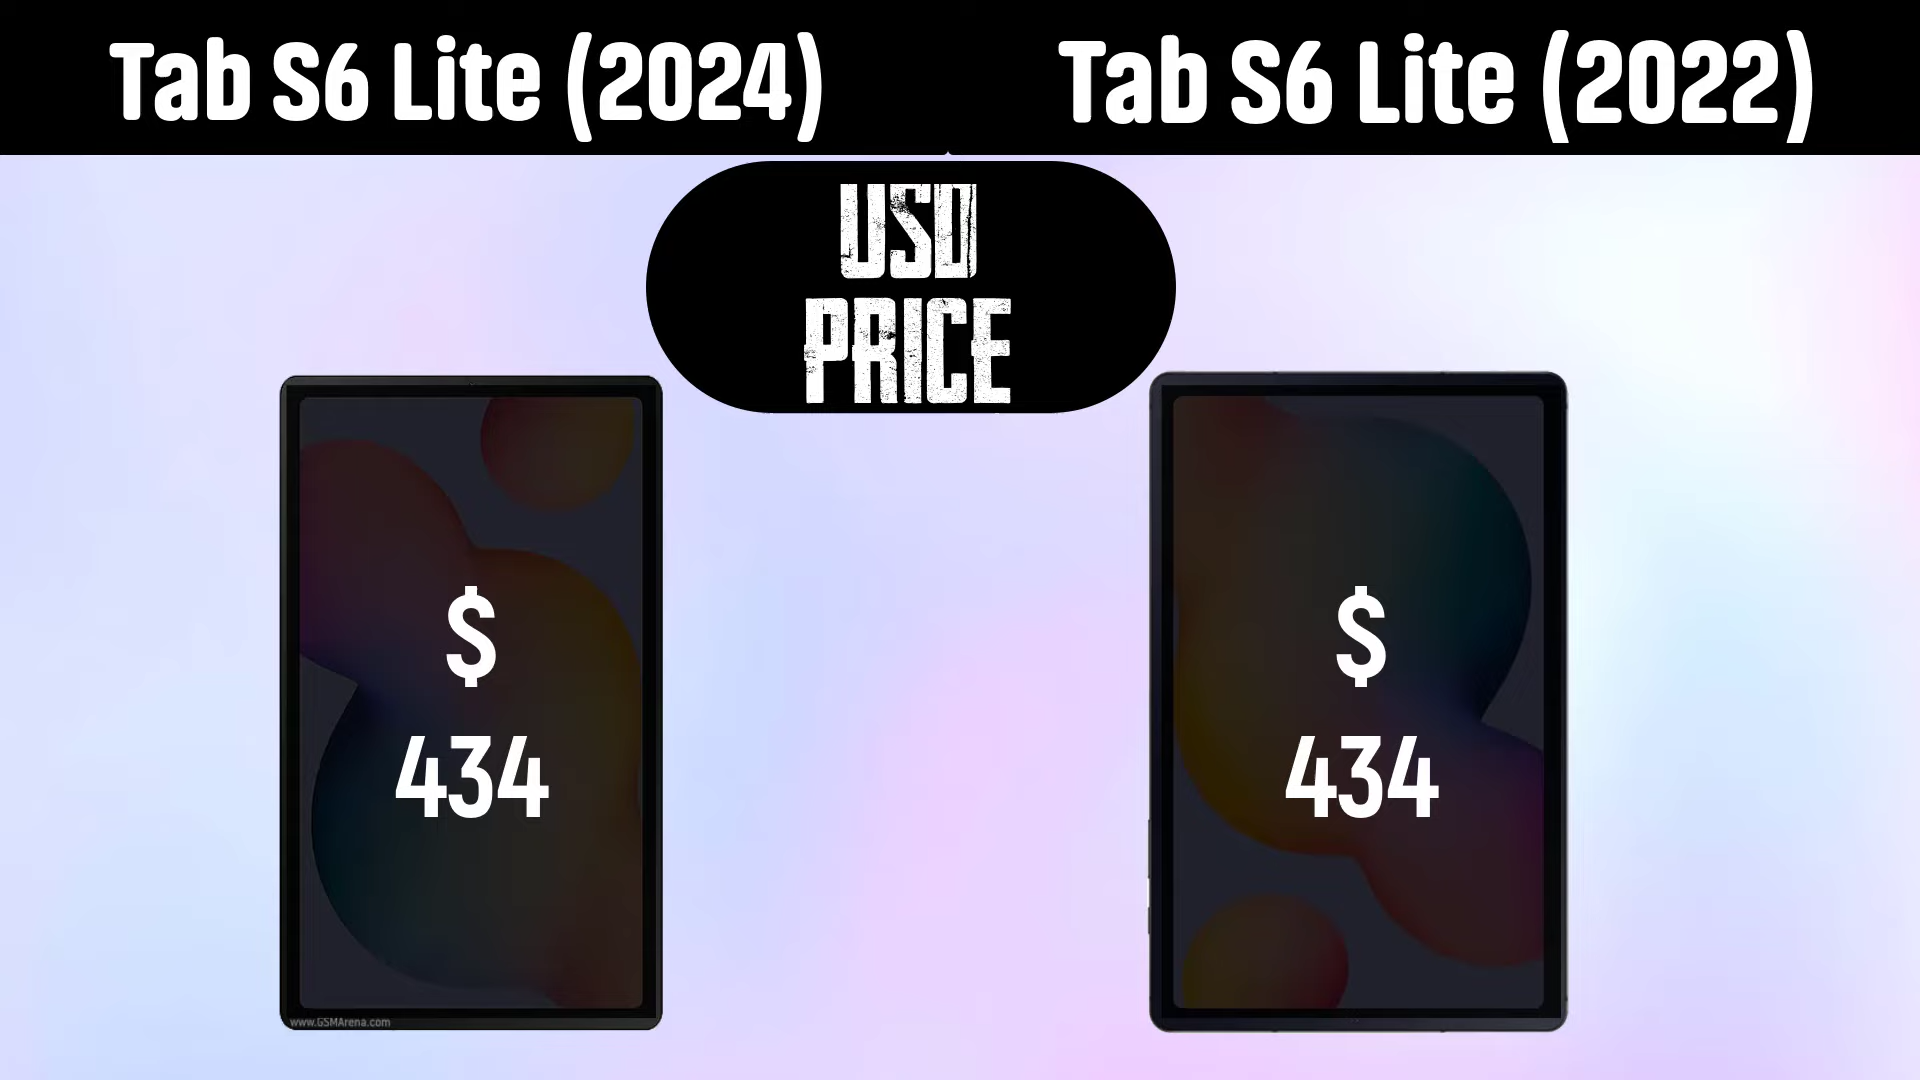 Tab S6 Lite (2024)
Tab S6 Lite (2022)
USD
PRICE
$
434
$
434
www.GSMArena.com